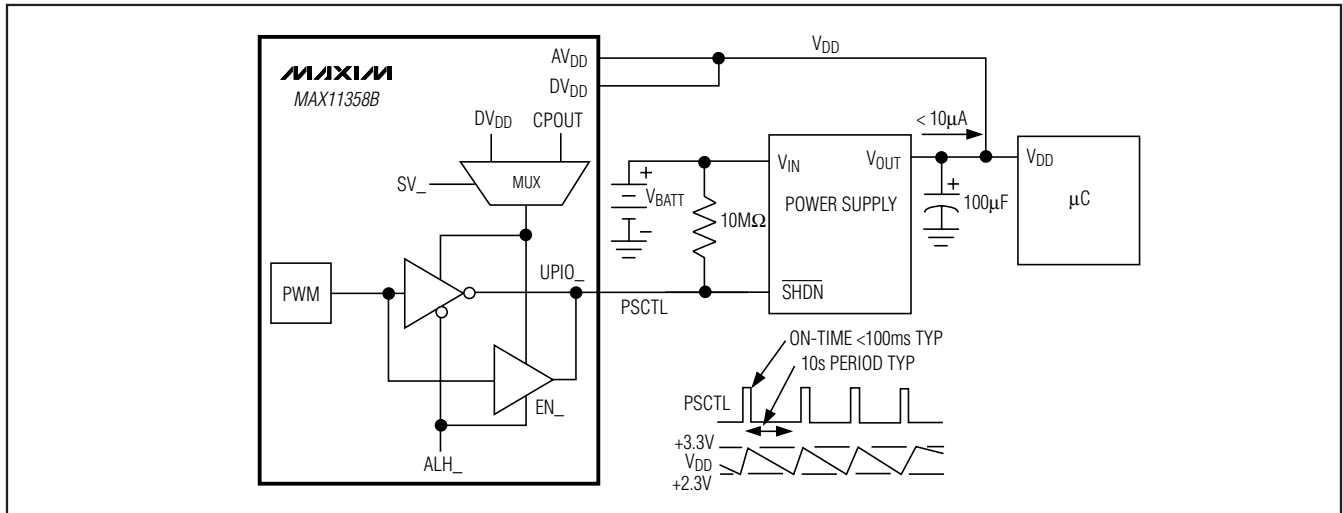 MAXIM
MAX11358B
AVDD
DVDD
DVDD
CPOUT
SV_
MUX
PWM
UPIO_
EN_
ALH_
VDD
PSCTL
+
VBATT
−
10MΩ
VIN
VOUT
POWER SUPPLY
SHDN
< 10μA
+
100μF
VDD
μC
ON-TIME <100ms TYP
10s PERIOD TYP
PSCTL
+3.3V
VDD
+2.3V